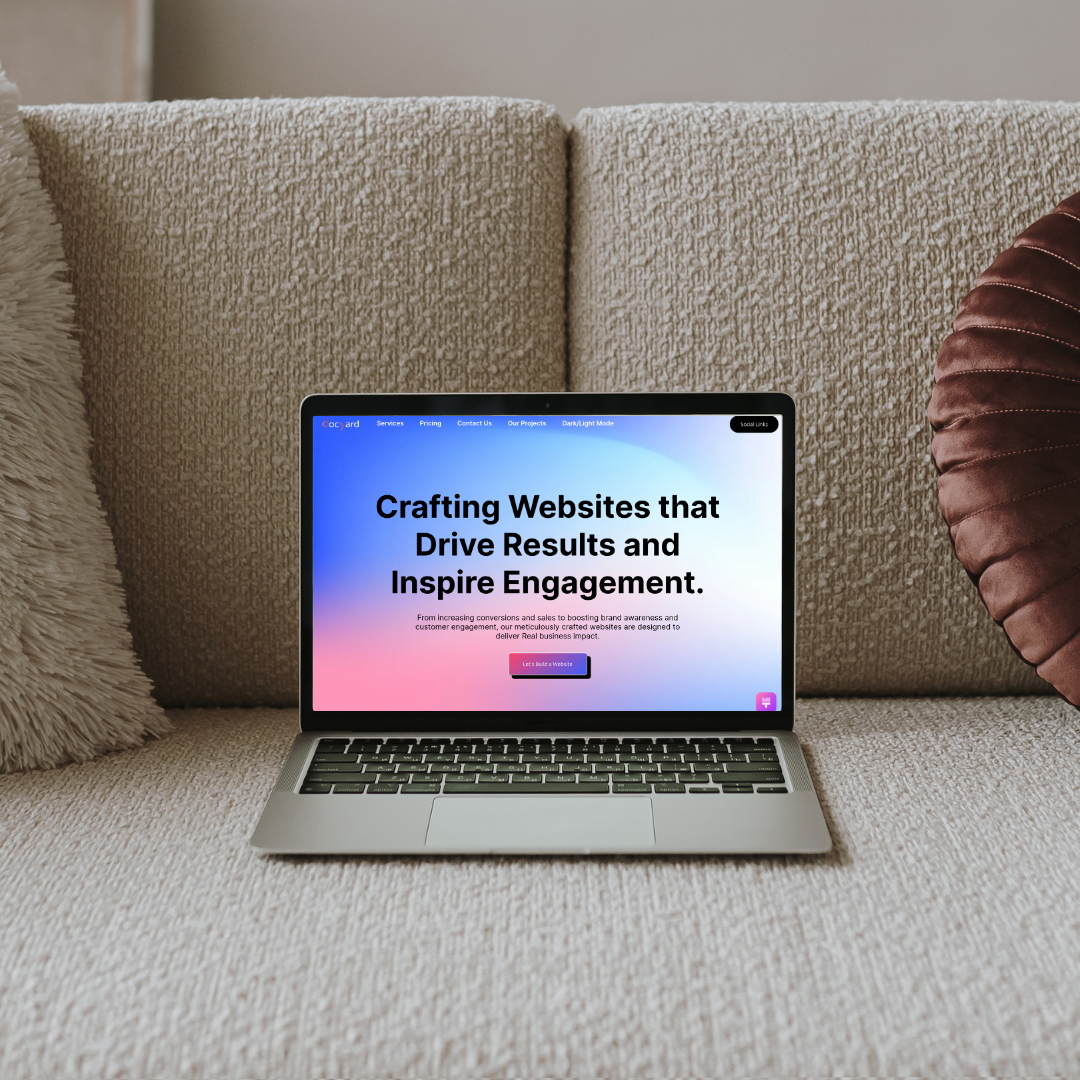 Cocyard Services Pricing Contact Us Our Projects Dark/Light Mode Social Links
Crafting Websites that
Drive Results and
Inspire Engagement.
From increasing conversions and sales to boosting brand awareness and
customer engagement, our meticulously crafted websites are designed to
deliver Real business impact.
Let's Build a Website